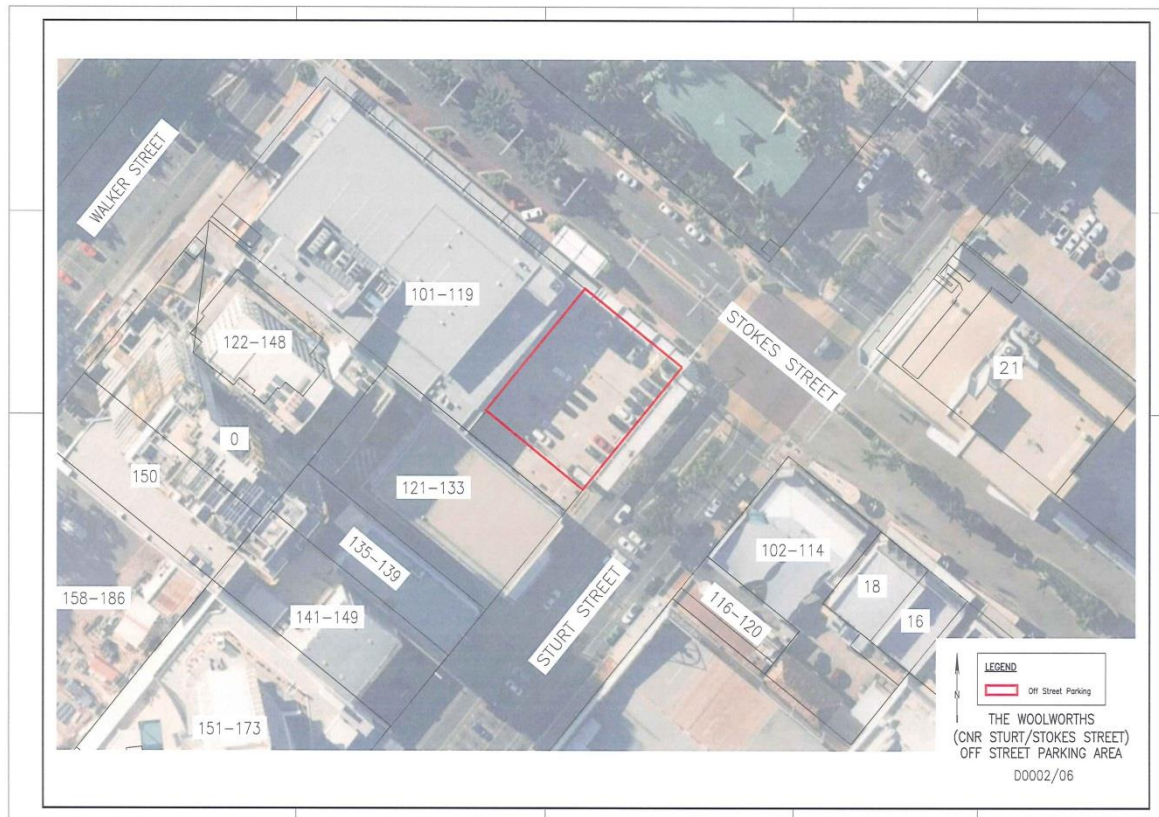 WALKER STREET
101-119
122-148
STOKES STREET
21
0
150
121-133
135-139
102-114
18
158-186
141-149
116-120
16
STURT STREET
151-173
LEGEND
Off Street Parking
N
THE WOOLWORTHS
(CNR STURT/STOKES STREET)
OFF STREET PARKING AREA
D0002/06